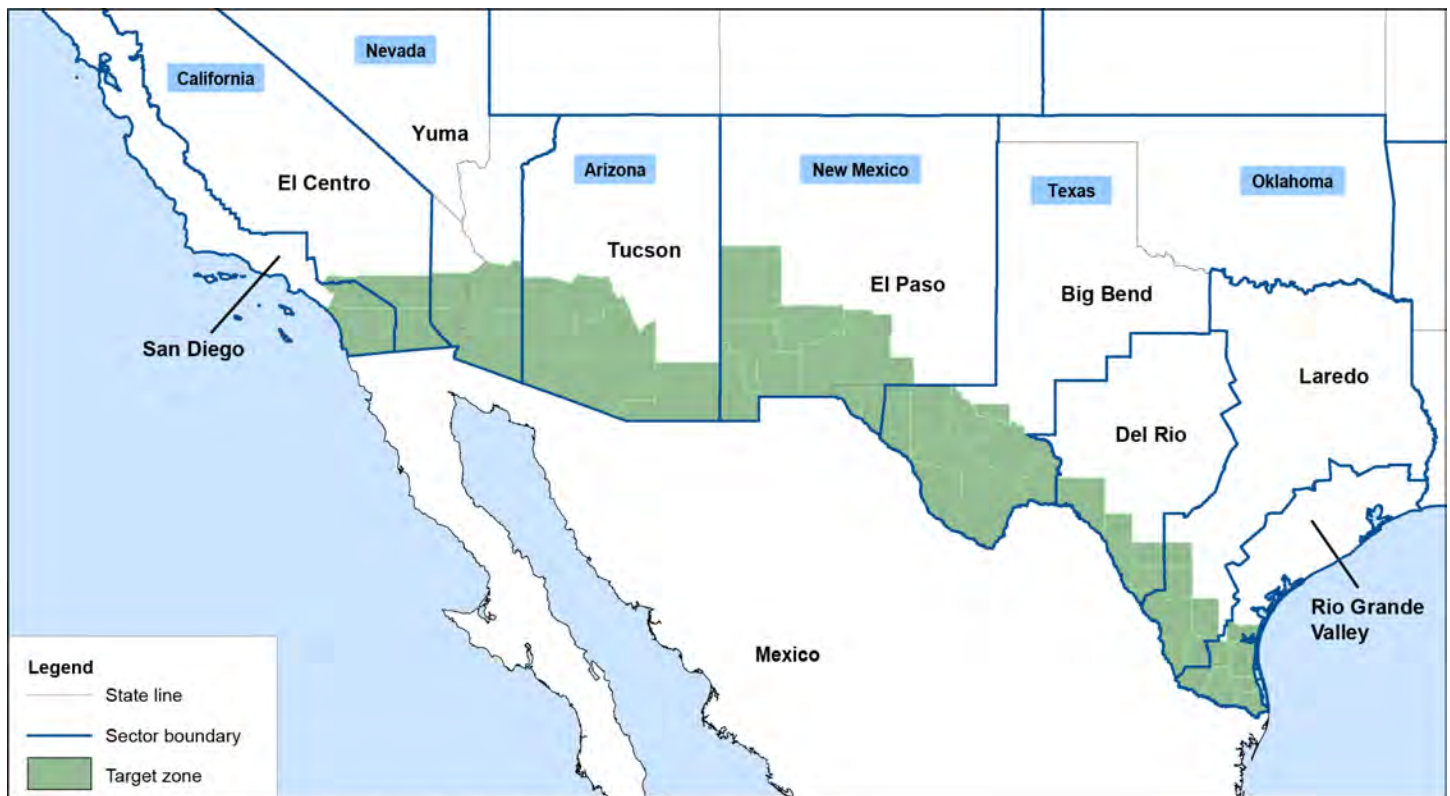 Nevada
California
Yuma
El Centro
Arizona
New Mexico
Texas
Oklahoma
Tucson
El Paso
Big Bend
San Diego
Laredo
Del Rio
Rio Grande
Valley
Mexico
Legend
State line
Sector boundary
Target zone